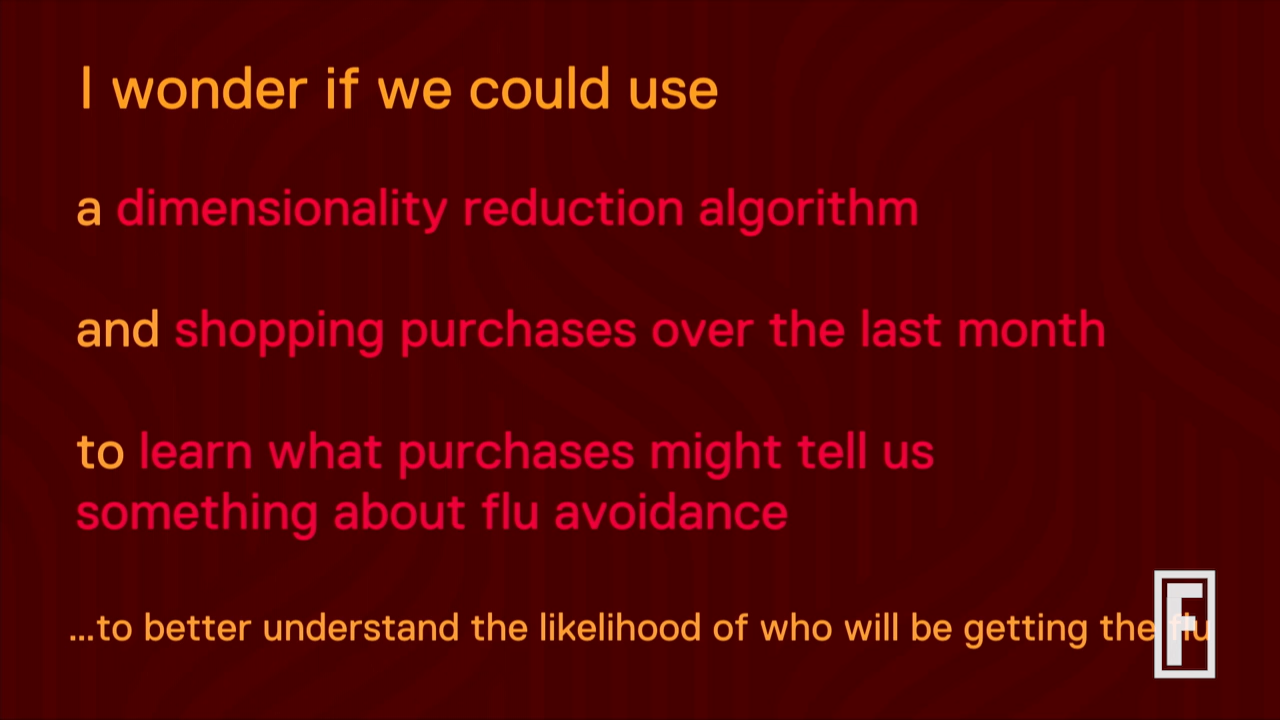 I wonder if we could use
a dimensionality reduction algorithm
and shopping purchases over the last month
to learn what purchases might tell us
something about flu avoidance
...to better understand the likelihood of who will be getting the flu
F